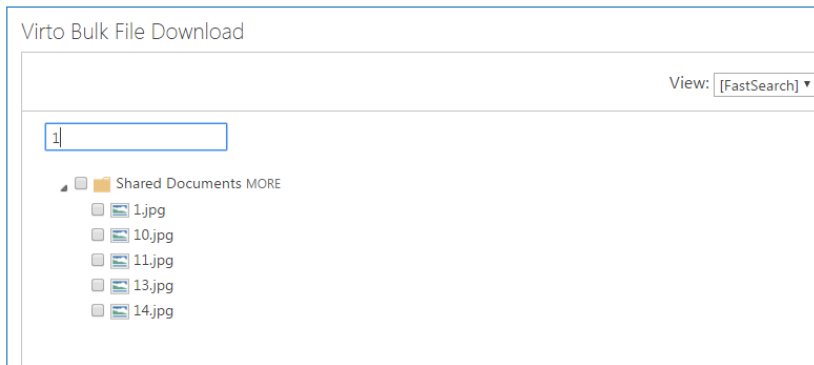 Virto Bulk File Download
View: [FastSearch]
1
Shared Documents MORE
1.jpg
10.jpg
11.jpg
13.jpg
14.jpg